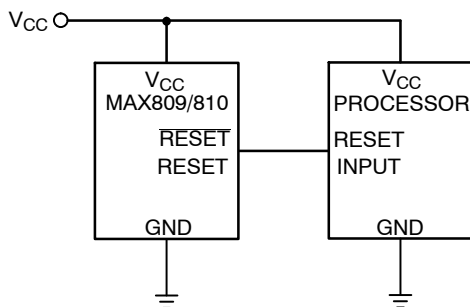 VCC
VCC
MAX809/810
RESET
RESET
GND
VCC
PROCESSOR
RESET
INPUT
GND